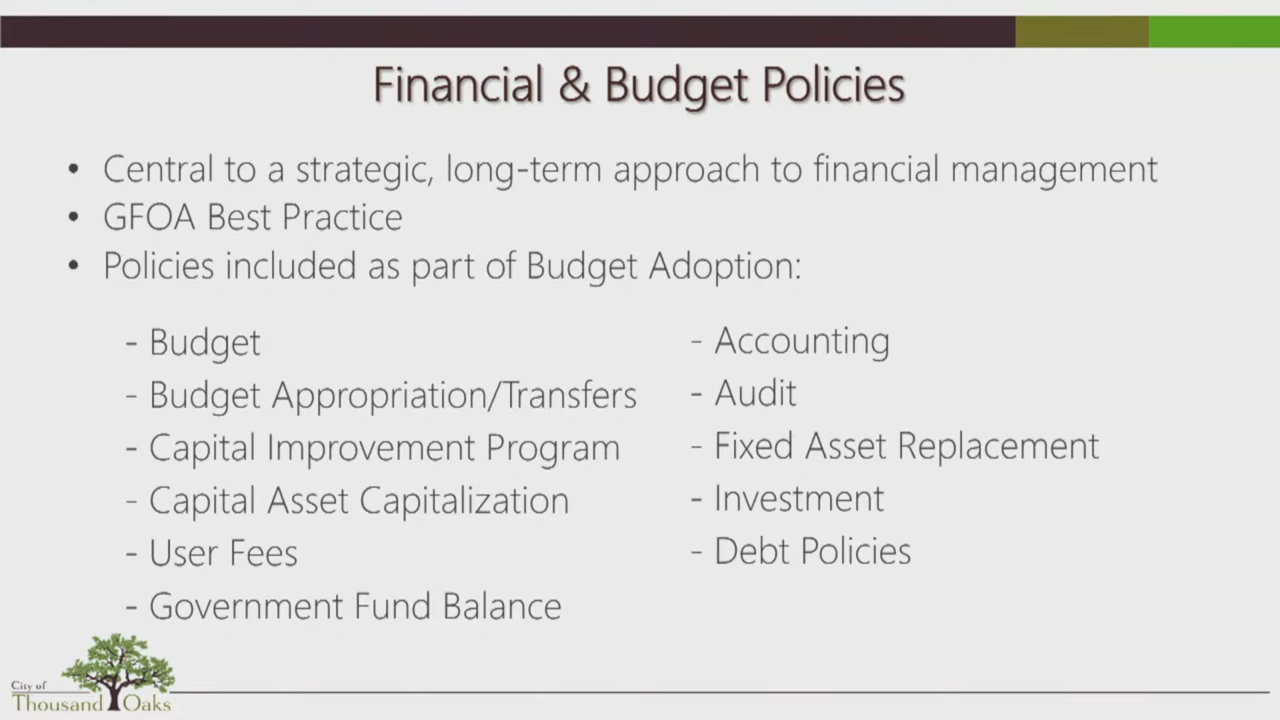 Financial & Budget Policies
• Central to a strategic, long-term approach to financial management
• GFOA Best Practice
• Policies included as part of Budget Adoption:
- Budget
- Budget Appropriation/Transfers
- Capital Improvement Program
- Capital Asset Capitalization
- User Fees
- Government Fund Balance
- Accounting
- Audit
- Fixed Asset Replacement
- Investment
- Debt Policies
City of
Thousand Oaks